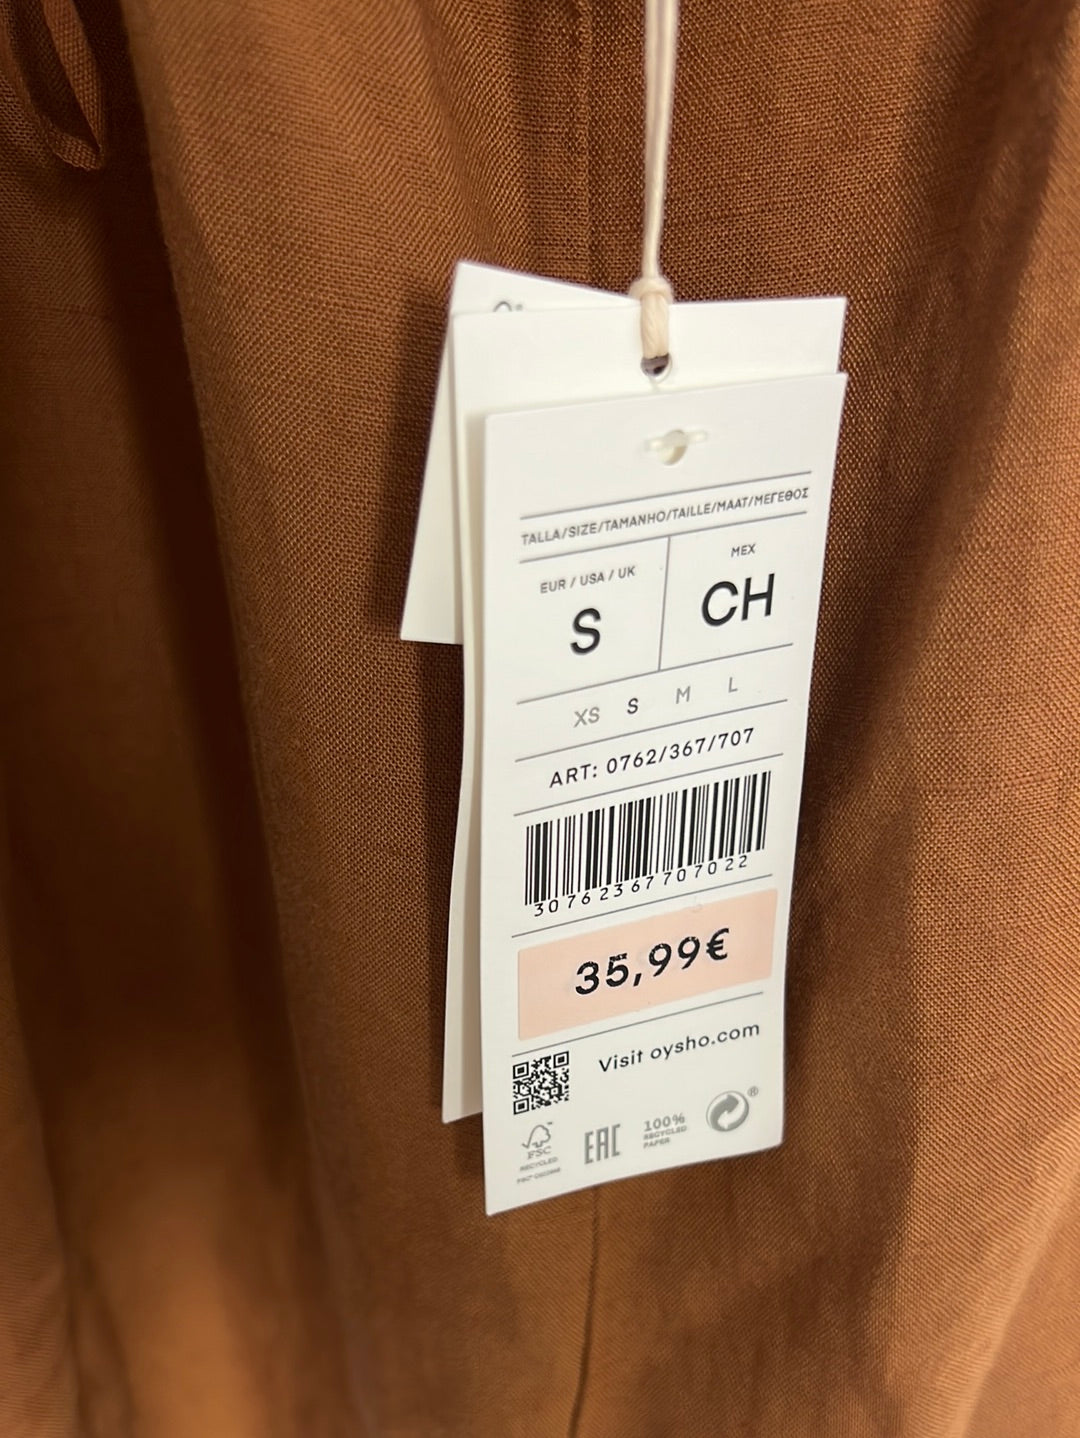 TALLA/SIZE/TAMANHO/TAILLE/MAAT/ΜΕΓΕΘΟΣ
EUR / USA / UK
MEX
S
CH
XS S M L
ART: 0762/367/707
30762367707022
35,99€
Visit oysho.com
FSC
RECYCLED
EAC
100%
RECYCLED
PAPER
®